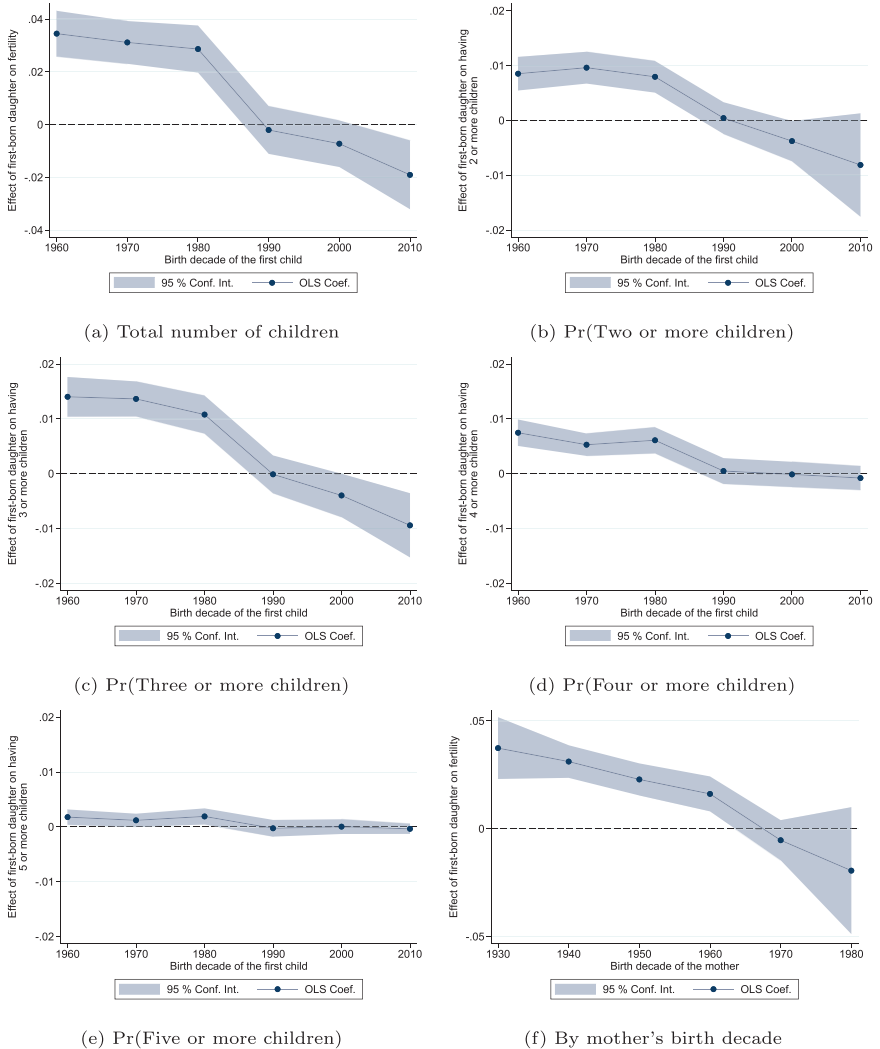 Effect of first-born daughter on fertility
.04
.02
0
-.02
-.04
1960 1970 1980 1990 2000 2010
Birth decade of the first child
95 % Conf. Int. OLS Coef.
(a) Total number of children
Effect of first-born daughter on having
2 or more children
.02
.01
0
-.01
-.02
1960 1970 1980 1990 2000 2010
Birth decade of the first child
95 % Conf. Int. OLS Coef.
(b) Pr(Two or more children)
Effect of first-born daughter on having
3 or more children
.02
.01
0
-.01
-.02
1960 1970 1980 1990 2000 2010
Birth decade of the first child
95 % Conf. Int. OLS Coef.
(c) Pr(Three or more children)
Effect of first-born daughter on having
4 or more children
.02
.01
0
-.01
-.02
1960 1970 1980 1990 2000 2010
Birth decade of the first child
95 % Conf. Int. OLS Coef.
(d) Pr(Four or more children)
Effect of first-born daughter on having
5 or more children
.02
.01
0
-.01
-.02
1960 1970 1980 1990 2000 2010
Birth decade of the first child
95 % Conf. Int. OLS Coef.
(e) Pr(Five or more children)
Effect of first-born daughter on fertility
.05
0
-.05
1930 1940 1950 1960 1970 1980
Birth decade of the mother
95 % Conf. Int. OLS Coef.
(f) By mother's birth decade